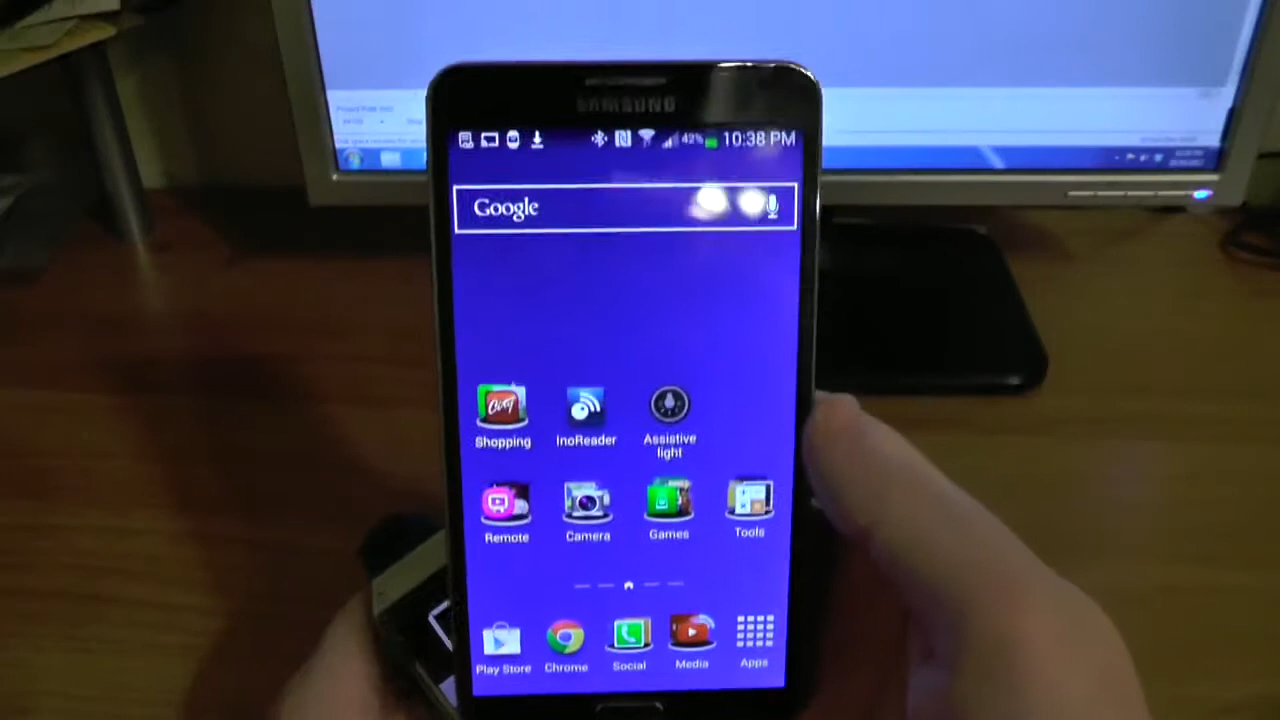 SAMSUNG
42% 10:38 PM
Google
City
Shopping
InoReader
Assistive
light
Remote
Camera
Games
Tools
Play Store
Chrome
Social
Media
Apps